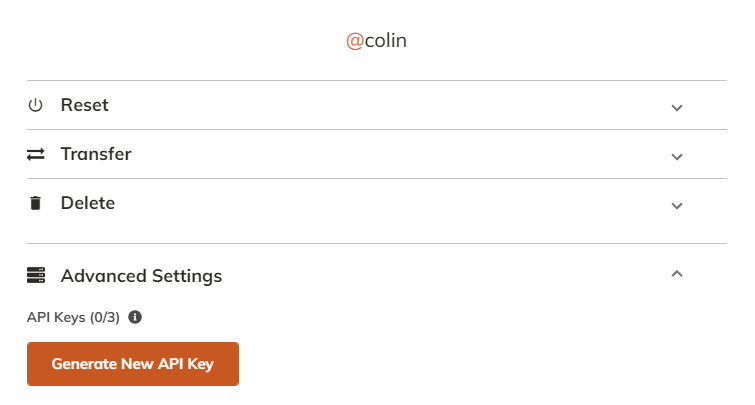 @colin
Reset
Transfer
Delete
Advanced Settings
API Keys (0/3)
Generate New API Key